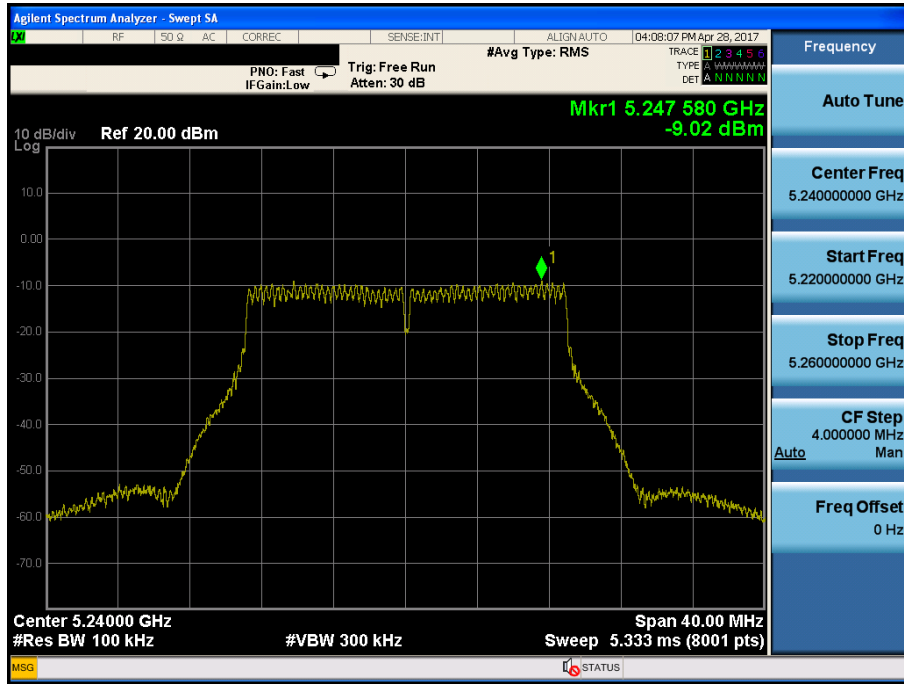 Agilent Spectrum Analyzer - Swept SA
LXI RF 50 Ω AC CORREC SENSE:INT ALIGN AUTO 04:08:07 PM Apr 28, 2017
PNO: Fast
IFGain:Low
Trig: Free Run
Atten: 30 dB
#Avg Type: RMS
TRACE 1 2 3 4 5 6
TYPE A WWWWW
DET A N N N N N
Mkr1 5.247 580 GHz
-9.02 dBm
10 dB/div
Log
Ref 20.00 dBm
10.0
0.00
-10.0
-20.0
-30.0
-40.0
-50.0
-60.0
-70.0
1
Center 5.24000 GHz
Span 40.00 MHz
#Res BW 100 kHz
#VBW 300 kHz
Sweep 5.333 ms (8001 pts)
MSG
STATUS
Frequency
Auto Tune
Center Freq
5.240000000 GHz
Start Freq
5.220000000 GHz
Stop Freq
5.260000000 GHz
CF Step
4.000000 MHz
Auto Man
Freq Offset
0 Hz